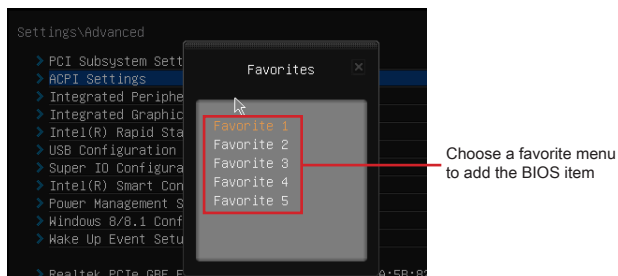 Settings\Advanced
PCI Subsystem Sett
ACPI Settings
Integrated Periphe
Integrated Graphic
Intel(R) Rapid Sta
USB Configuration
Super IO Configura
Intel(R) Smart Con
Power Management S
Windows 8/8.1 Conf
Wake Up Event Setu
Favorites
Favorite 1
Favorite 2
Favorite 3
Favorite 4
Favorite 5
Choose a favorite menu
to add the BIOS item